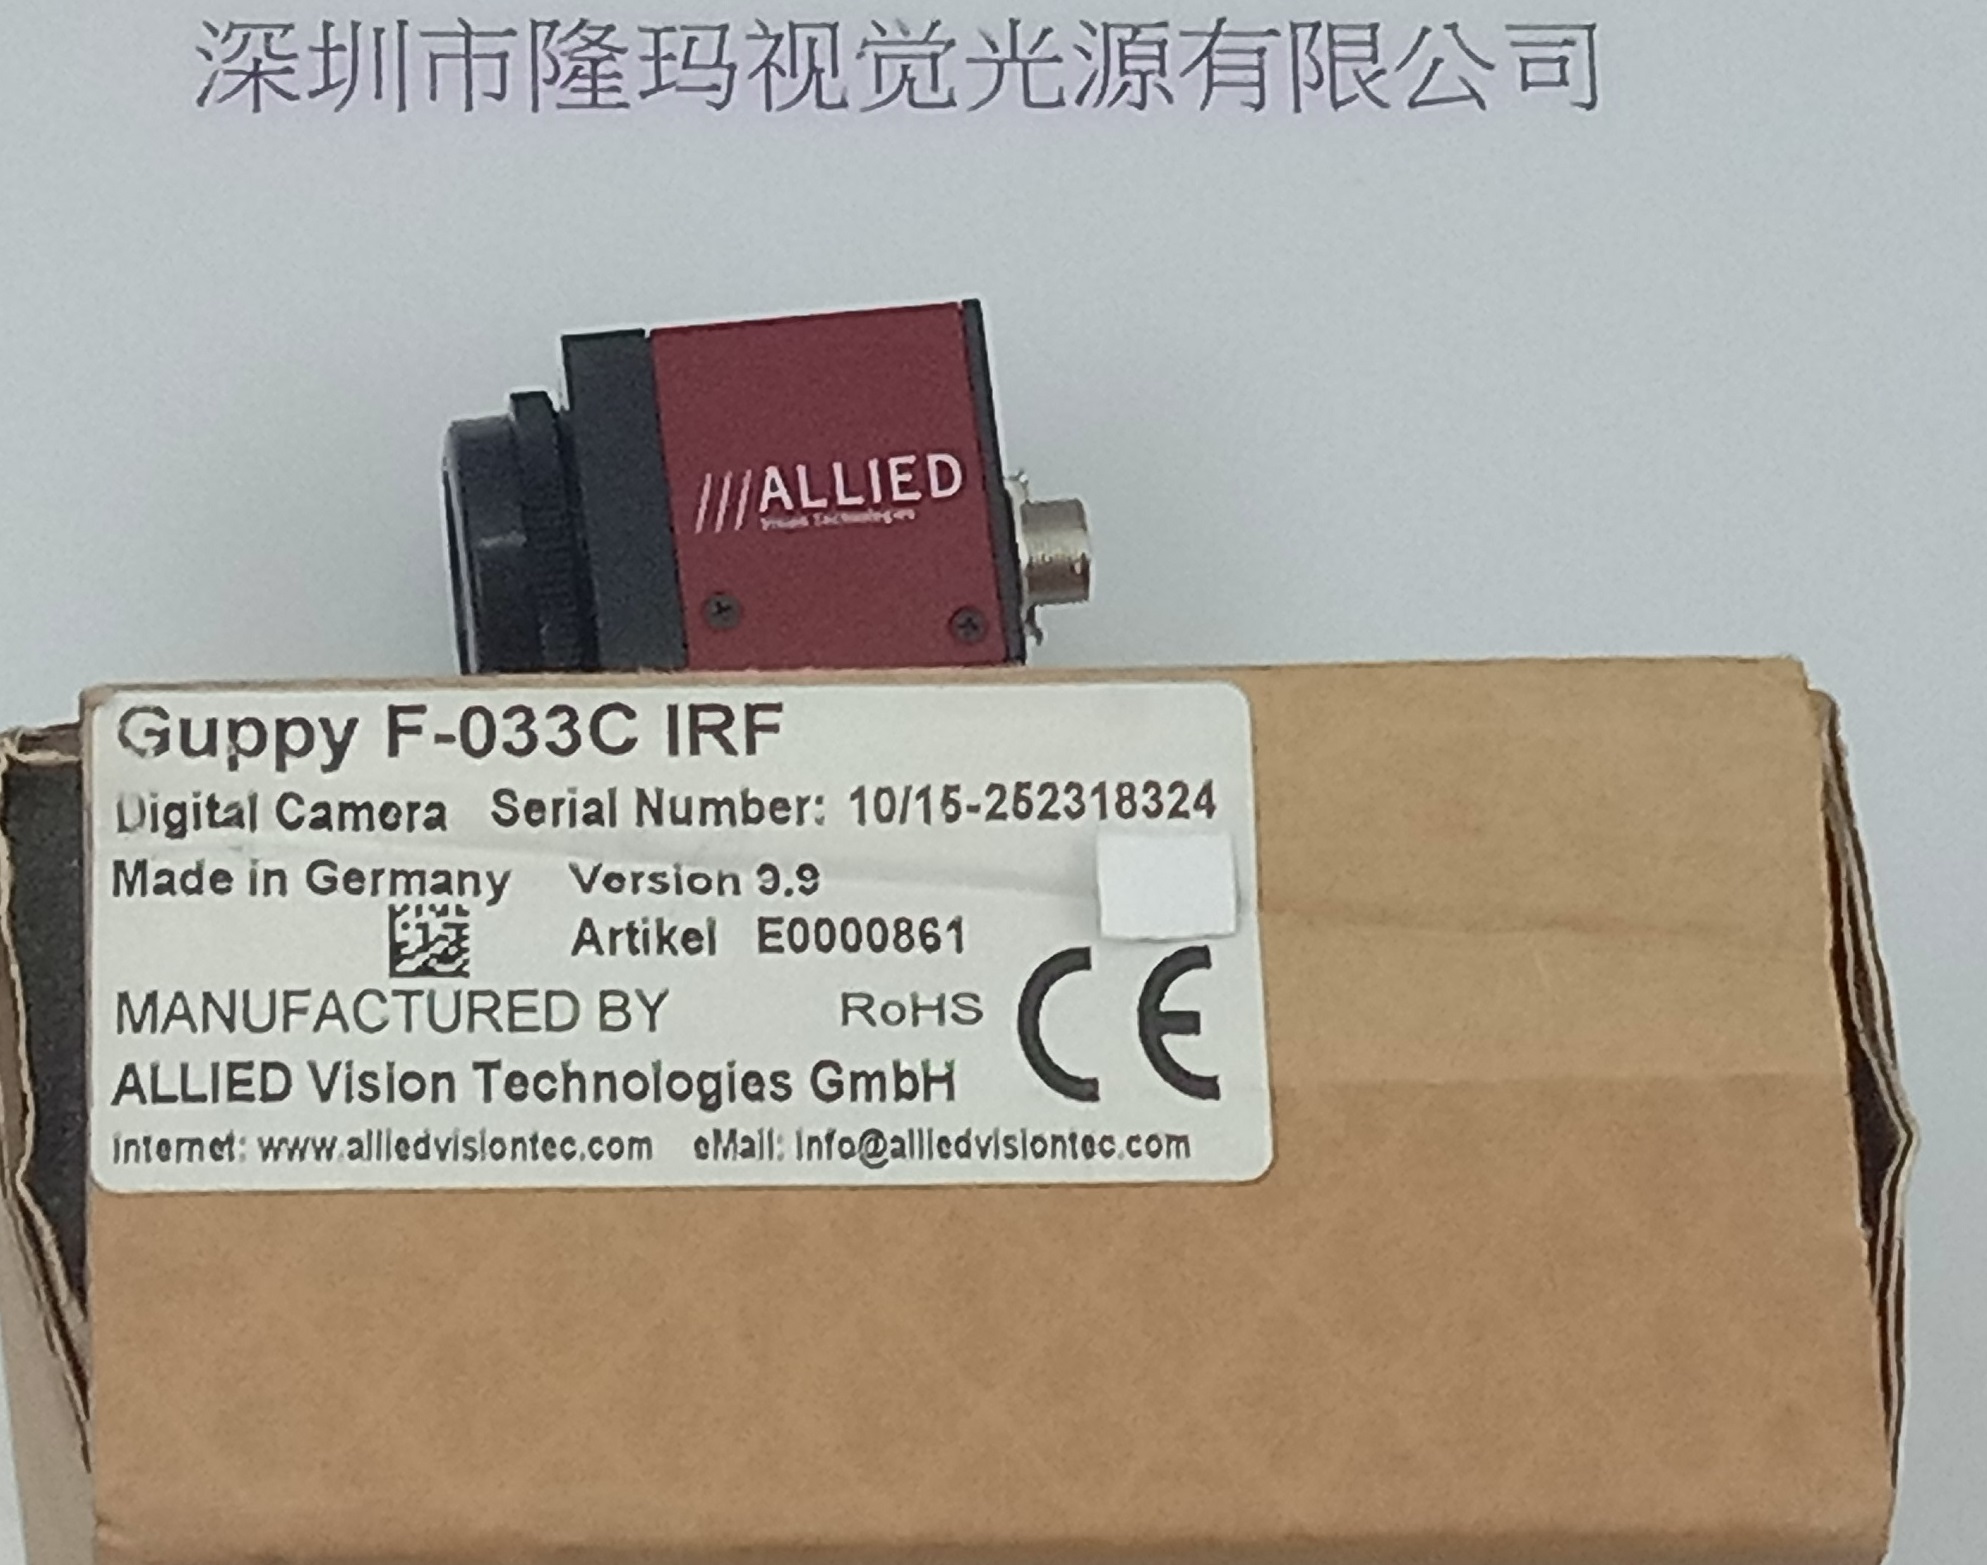 深圳市隆玛视觉光源有限公司
///ALLIED
Vision Technologies
Guppy F-033C IRF
Digital Camera Serial Number: 10/15-252318324
Made in Germany Version 9.9
Artikel E0000861
MANUFACTURED BY RoHS CE
ALLIED Vision Technologies GmbH
Internet: www.alliedvisiontec.com eMail: info@alliedvisiontec.com